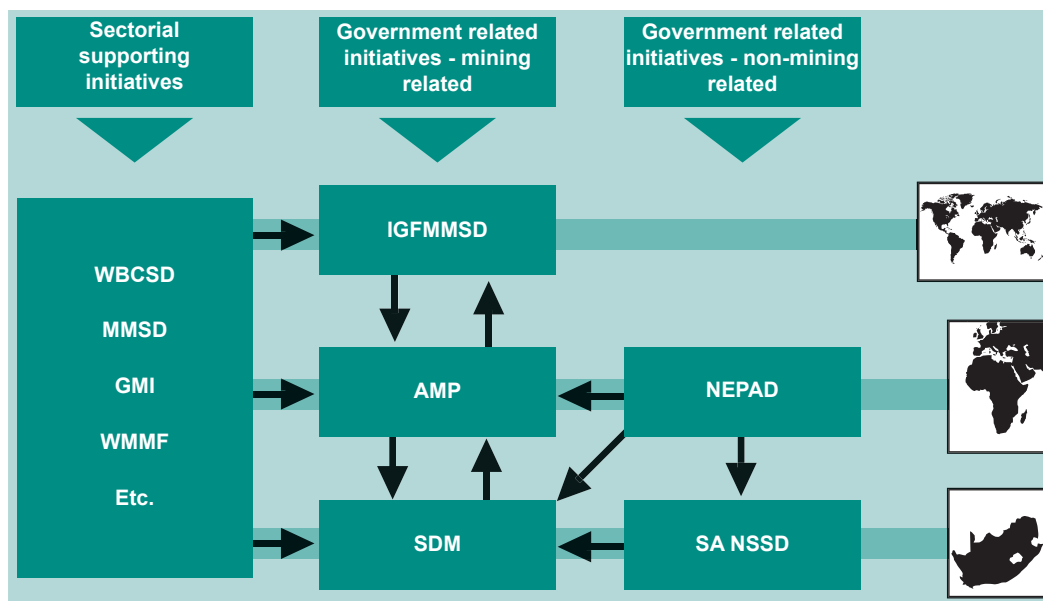 Sectorial
supporting
initiatives
Government related
initiatives - mining
related
Government related
initiatives - non-mining
related
WBCSD
MMSD
GMI
WMMF
Etc.
IGFMMSD
AMP
NEPAD
SDM
SA NSSD